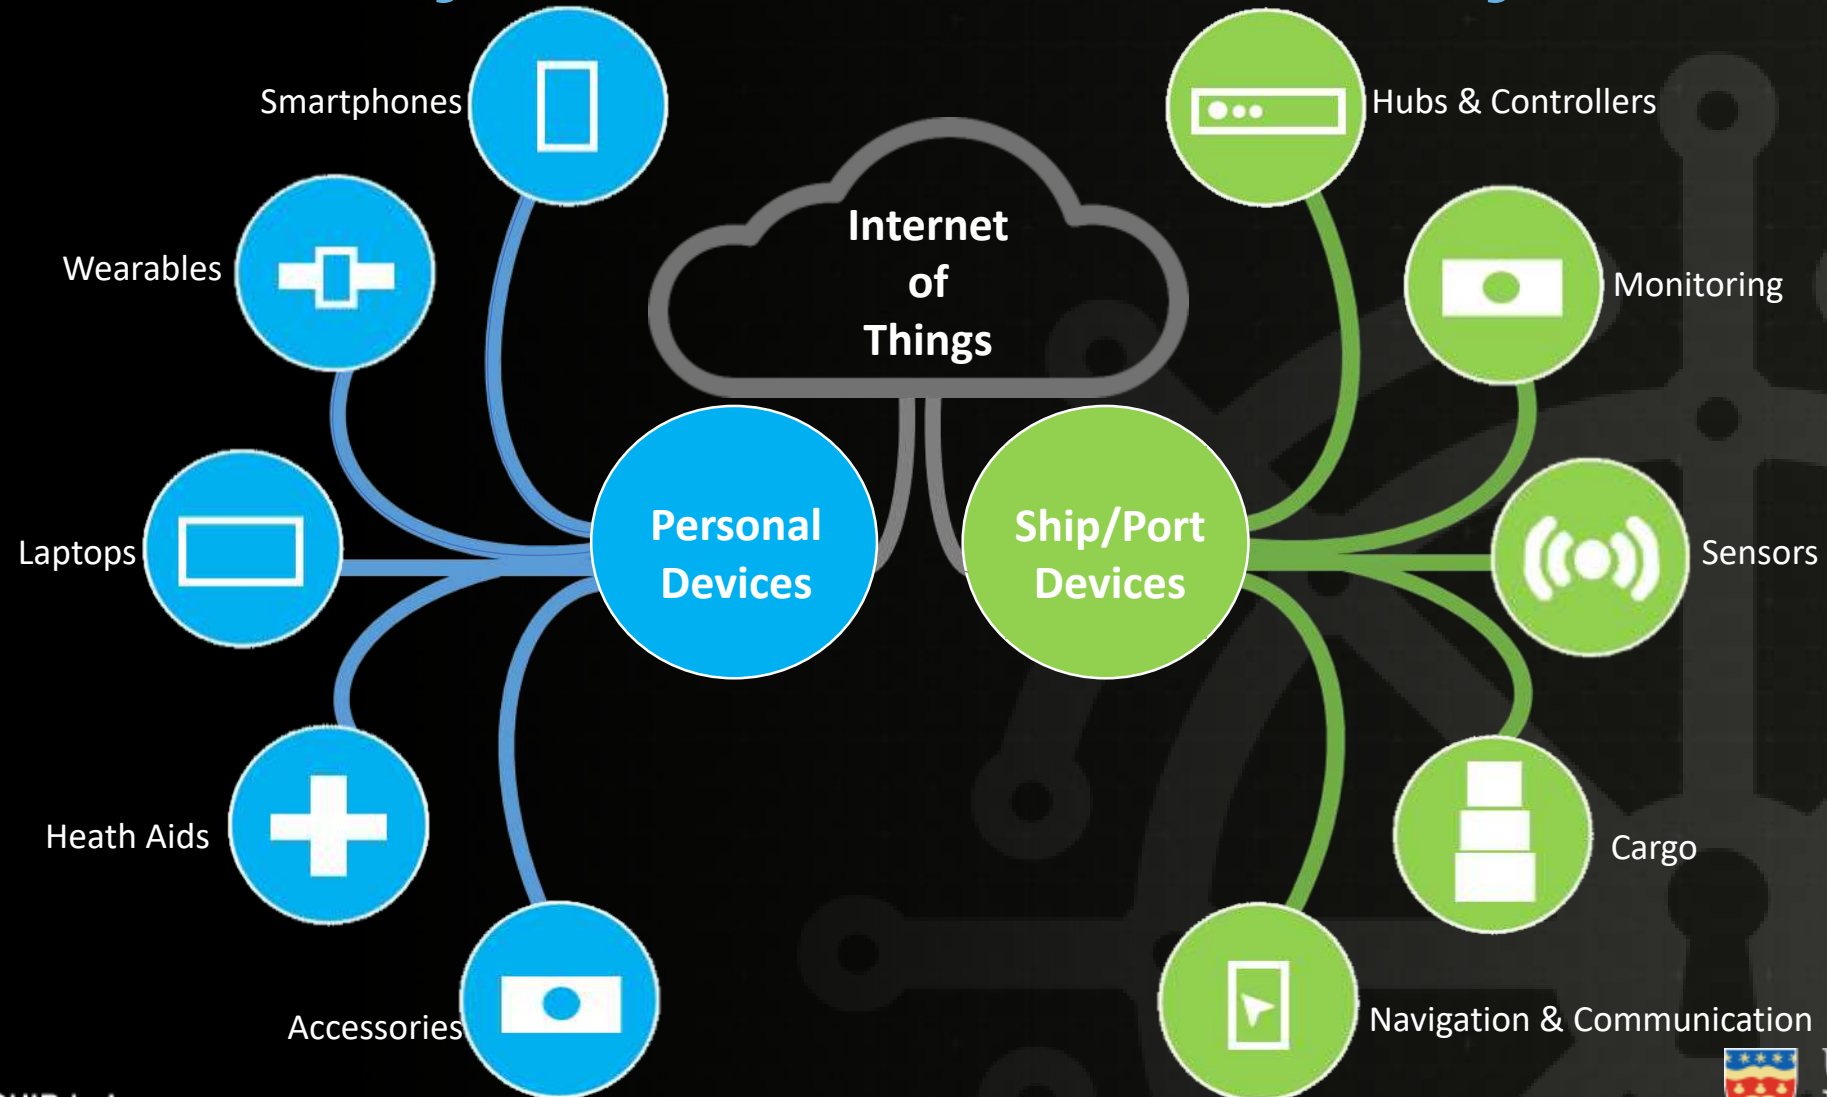 Smartphones
Hubs & Controllers
Internet
of
Things
Wearables
Monitoring
Personal
Devices
Ship/Port
Devices
Laptops
Sensors
Heath Aids
Cargo
Accessories
Navigation & Communication